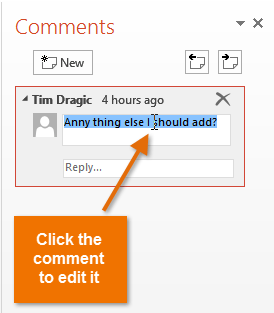 Comments
New
Tim Dragic 4 hours ago
Anny thing else I should add?
Reply...
Click the
comment
to edit it